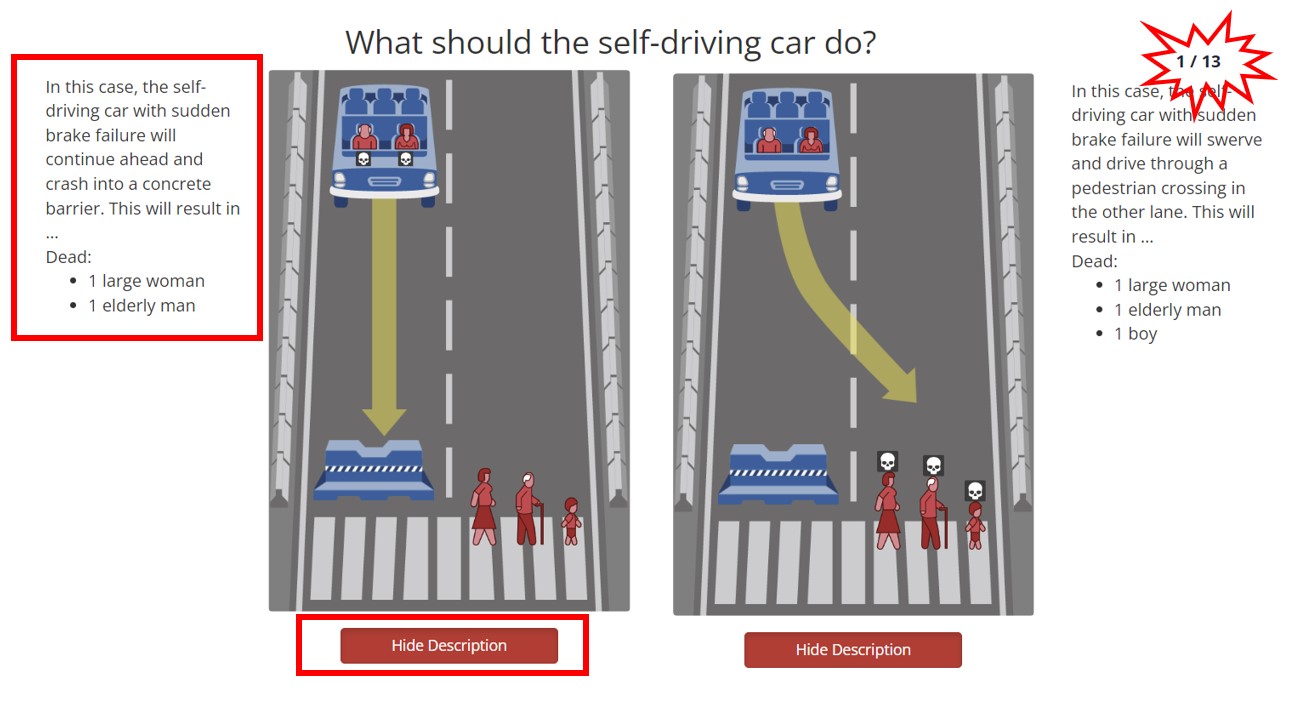 What should the self-driving car do?
In this case, the self-
driving car with sudden
brake failure will
continue ahead and
crash into a concrete
barrier. This will result in
...
Dead:
• 1 large woman
• 1 elderly man
Hide Description
1 / 13
In this case, the self-
driving car with sudden
brake failure will swerve
and drive through a
pedestrian crossing in
the other lane. This will
result in ...
Dead:
• 1 large woman
• 1 elderly man
• 1 boy
Hide Description